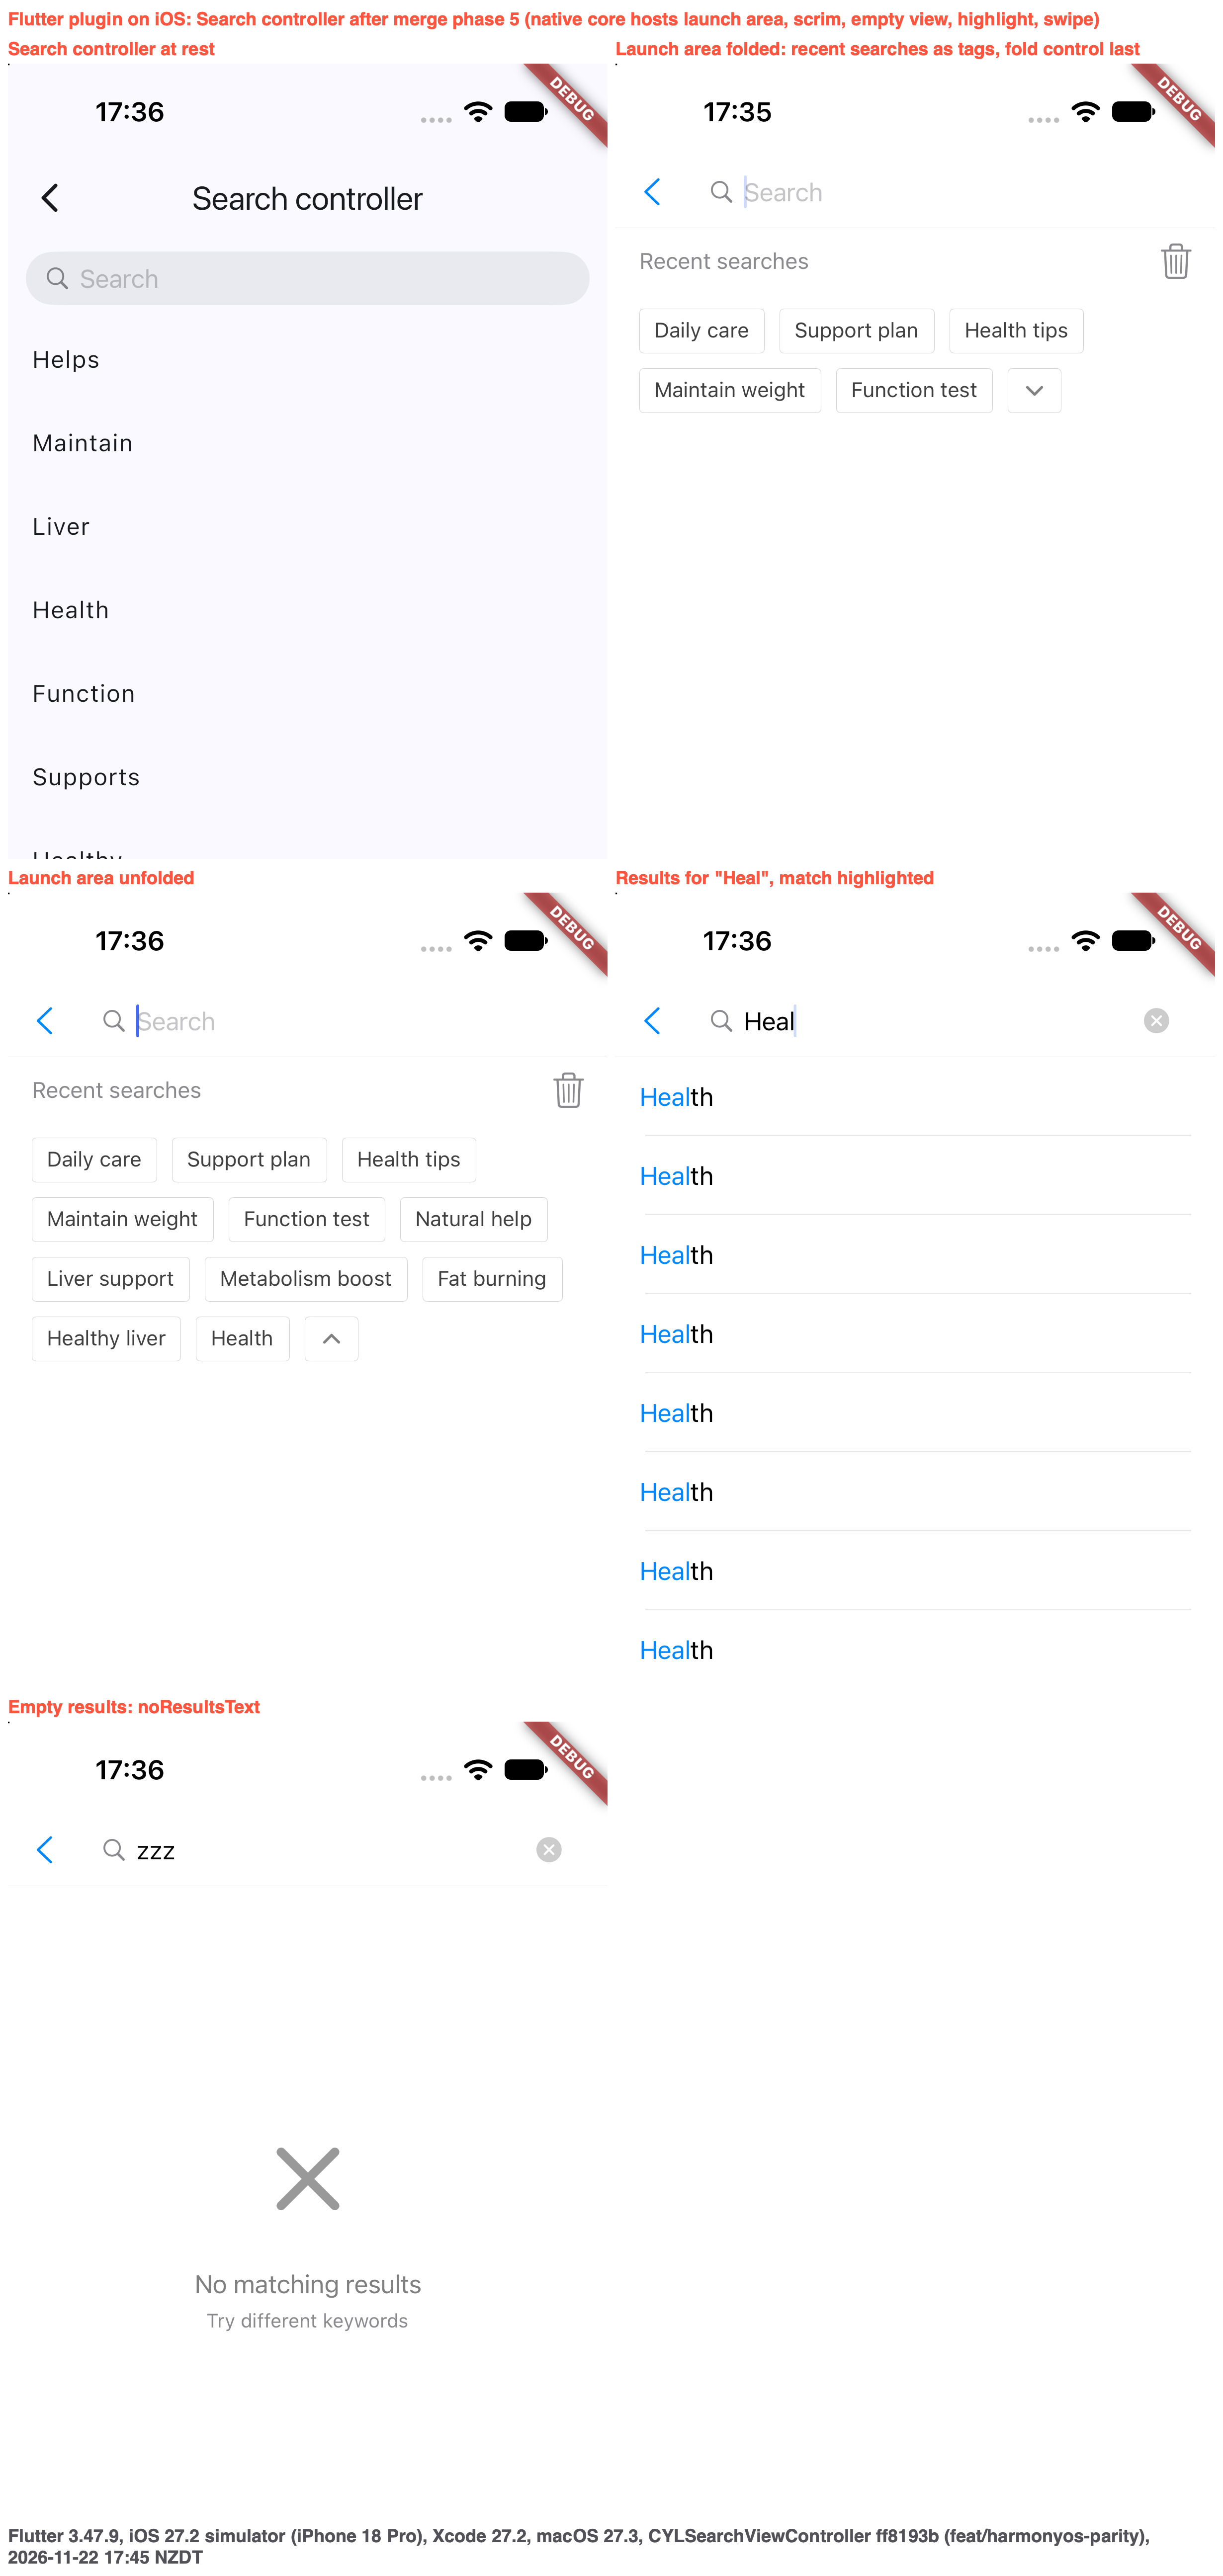 Flutter plugin on iOS: Search controller after merge phase 5 (native core hosts launch area, scrim, empty view, highlight, swipe)
Search controller at rest
17:36
DEBUG
Search controller
Search
Helps
Maintain
Liver
Health
Function
Supports
Healthy
Launch area folded: recent searches as tags, fold control last
17:35
DEBUG
Search
Recent searches
Daily care
Support plan
Health tips
Maintain weight
Function test
Launch area unfolded
17:36
DEBUG
Search
Recent searches
Daily care
Support plan
Health tips
Maintain weight
Function test
Natural help
Liver support
Metabolism boost
Fat burning
Healthy liver
Health
Results for "Heal", match highlighted
17:36
DEBUG
Heal
Health
Health
Health
Health
Health
Health
Health
Health
Empty results: noResultsText
17:36
DEBUG
zzz
No matching results
Try different keywords
Flutter 3.47.9, iOS 27.2 simulator (iPhone 18 Pro), Xcode 27.2, macOS 27.3, CYLSearchViewController ff8193b (feat/harmonyos-parity),
2026-11-22 17:45 NZDT